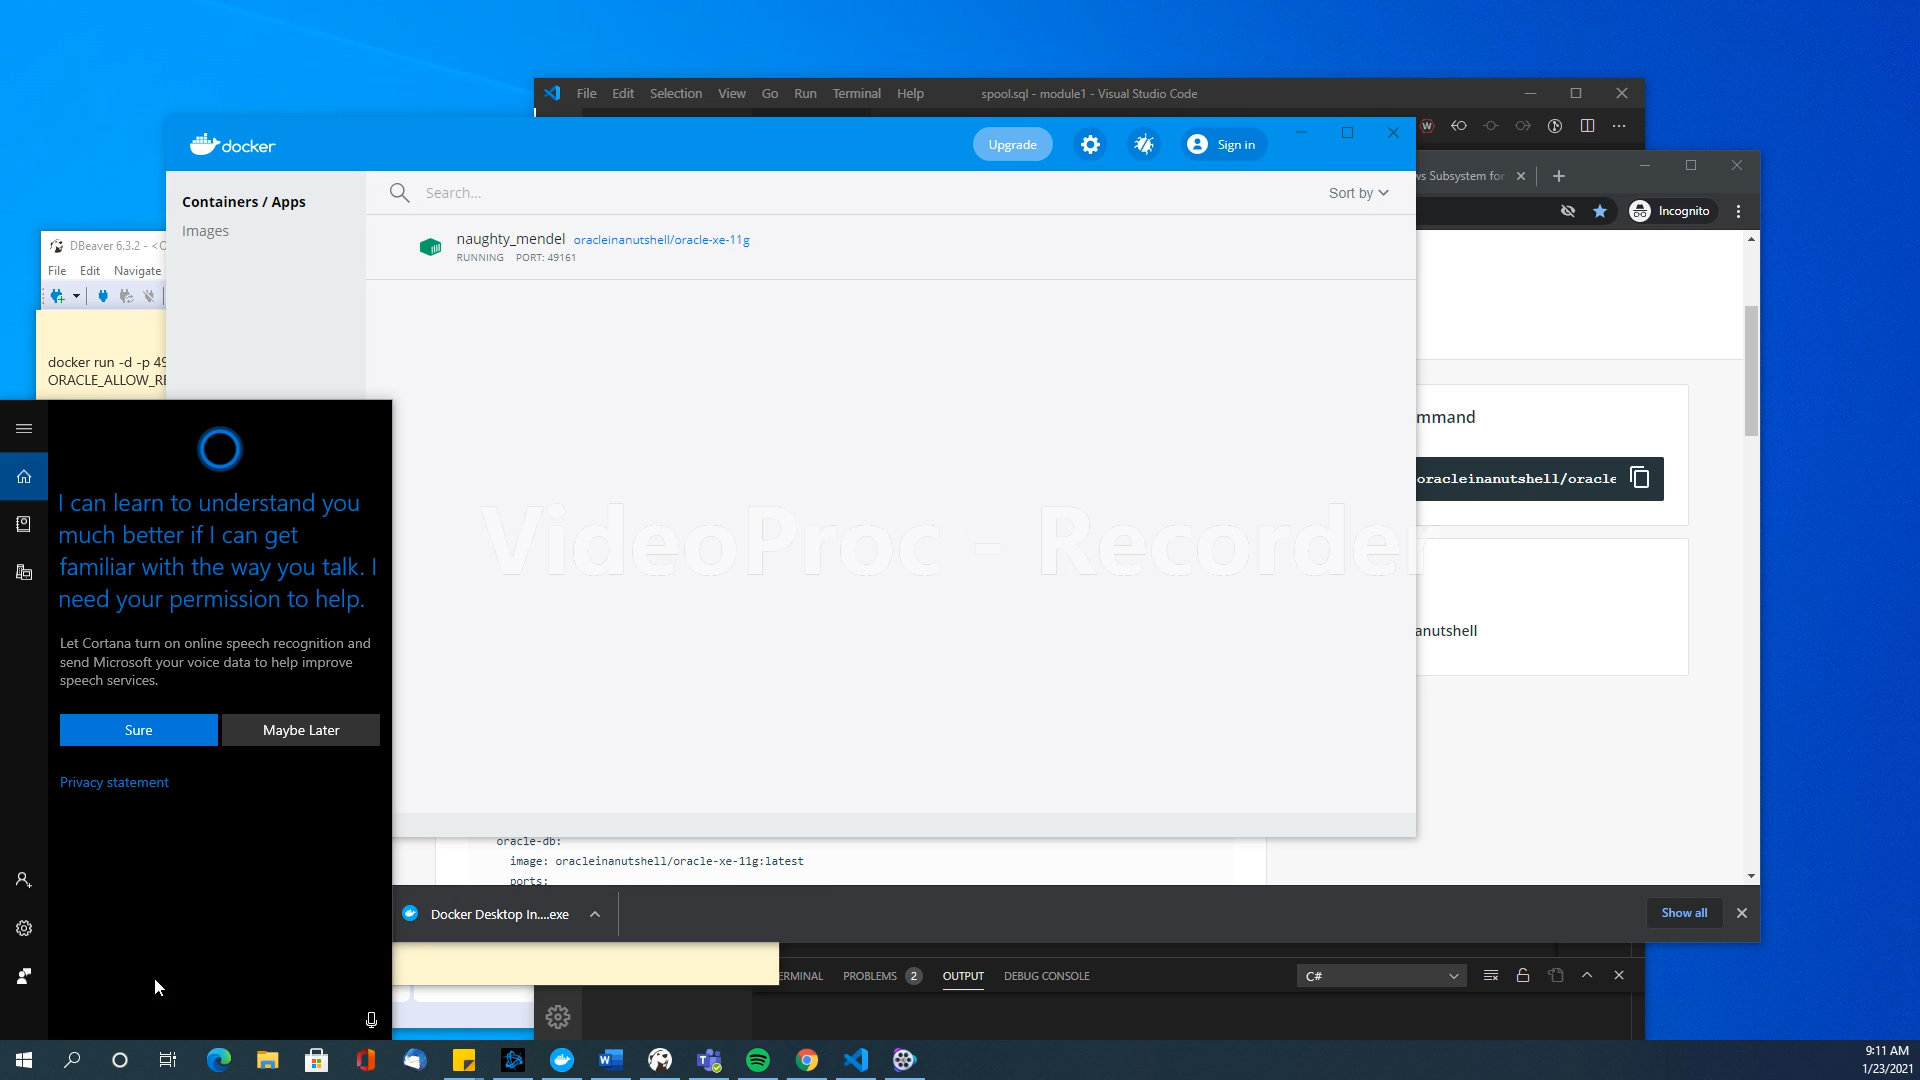 File Edit Selection View Go Run Terminal Help spool.sql - module1 - Visual Studio Code
docker
Upgrade
Sign in
Containers / Apps
Images
Search...
Sort by
naughty_mendel oracleinanutshell/oracle-xe-11g
RUNNING PORT: 49161
Subsystem for
Incognito
DBeaver 6.3.2 - <O
File Edit Navigate
docker run -d -p 49
ORACLE_ALLOW_RE
mmand
oracleinanutshell/oracle
anutshell
VideoProc - Recorder
I can learn to understand you
much better if I can get
familiar with the way you talk. I
need your permission to help.
Let Cortana turn on online speech recognition and
send Microsoft your voice data to help improve
speech services.
Sure
Maybe Later
Privacy statement
oracle-db:
image: oracleinanutshell/oracle-xe-11g:latest
ports:
Docker Desktop In....exe
Show all
ERMINAL PROBLEMS 2 OUTPUT DEBUG CONSOLE
C#
9:11 AM
1/23/2021